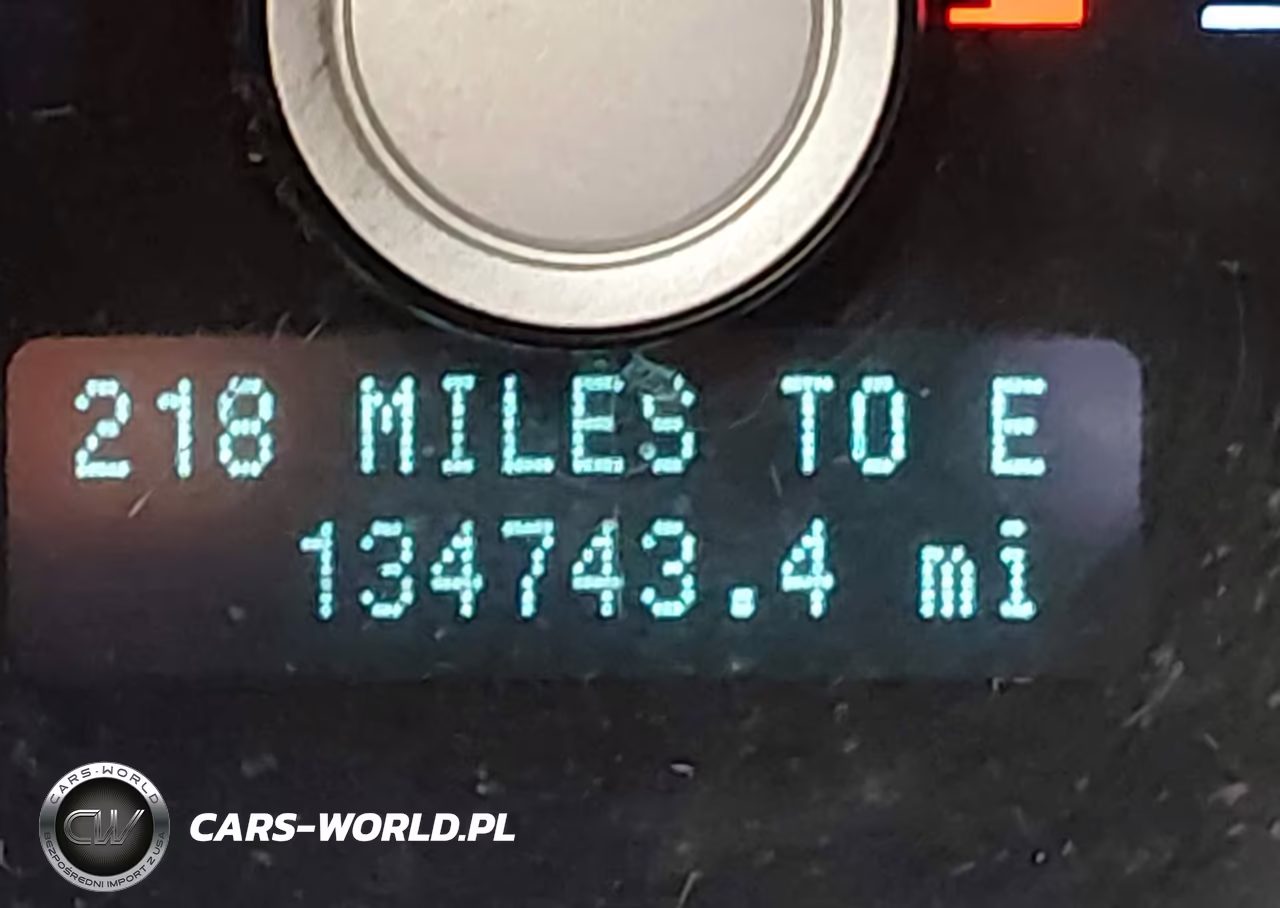 218 MILES TO E
134743.4 mi
CARS-WORLD
CW
BEZPOŚREDNI IMPORT Z USA
CARS-WORLD.PL